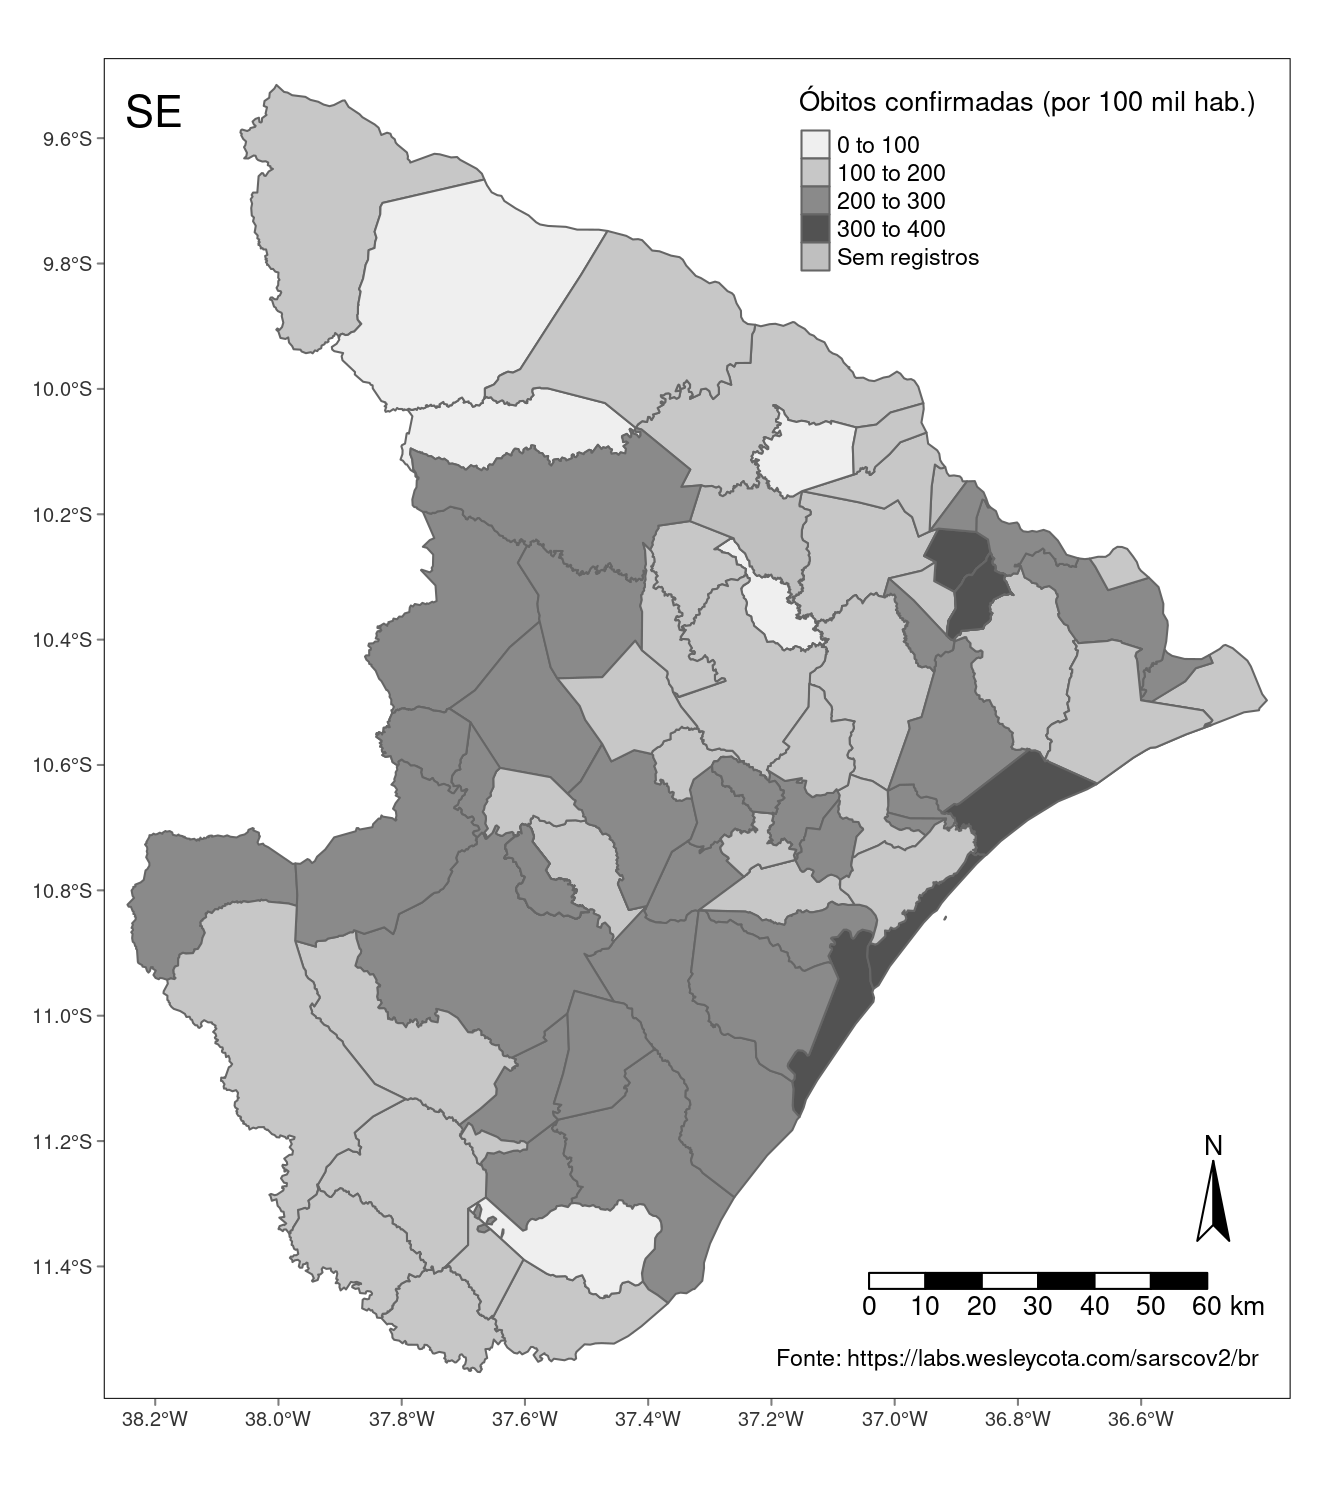 SE
Óbitos confirmadas (por 100 mil hab.)
0 to 100
100 to 200
200 to 300
300 to 400
Sem registros
9.6°S
9.8°S
10.0°S
10.2°S
10.4°S
10.6°S
10.8°S
11.0°S
11.2°S
11.4°S
N
0 10 20 30 40 50 60 km
Fonte: https://labs.wesleycota.com/sarscov2/br
38.2°W 38.0°W 37.8°W 37.6°W 37.4°W 37.2°W 37.0°W 36.8°W 36.6°W